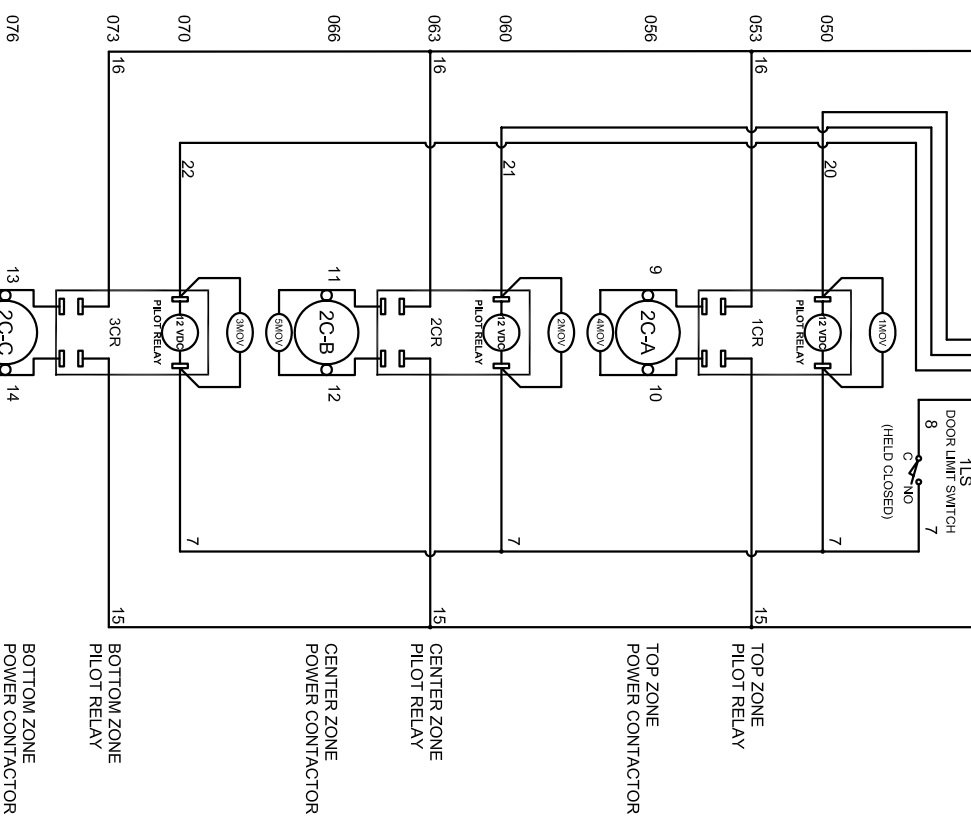 1LS
DOOR LIMIT SWITCH
8
7
C
NO
(HELD CLOSED)
1MOV
050
20
12 VDC
PILOT RELAY
7
053
16
1CR
15
TOP ZONE
PILOT RELAY
056
9
2C-A
10
TOP ZONE
POWER CONTACTOR
4MOV
2MOV
060
21
12 VDC
PILOT RELAY
7
063
16
2CR
15
CENTER ZONE
PILOT RELAY
066
11
2C-B
12
CENTER ZONE
POWER CONTACTOR
5MOV
3MOV
070
22
12 VDC
PILOT RELAY
7
073
16
3CR
15
BOTTOM ZONE
PILOT RELAY
076
13
2C-C
14
BOTTOM ZONE
POWER CONTACTOR